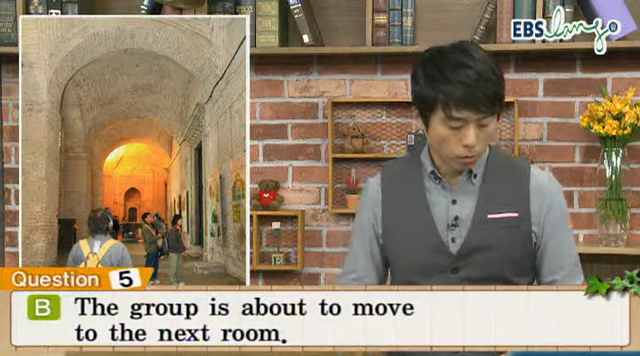 EBSlang
Question 5
B The group is about to move
to the next room.